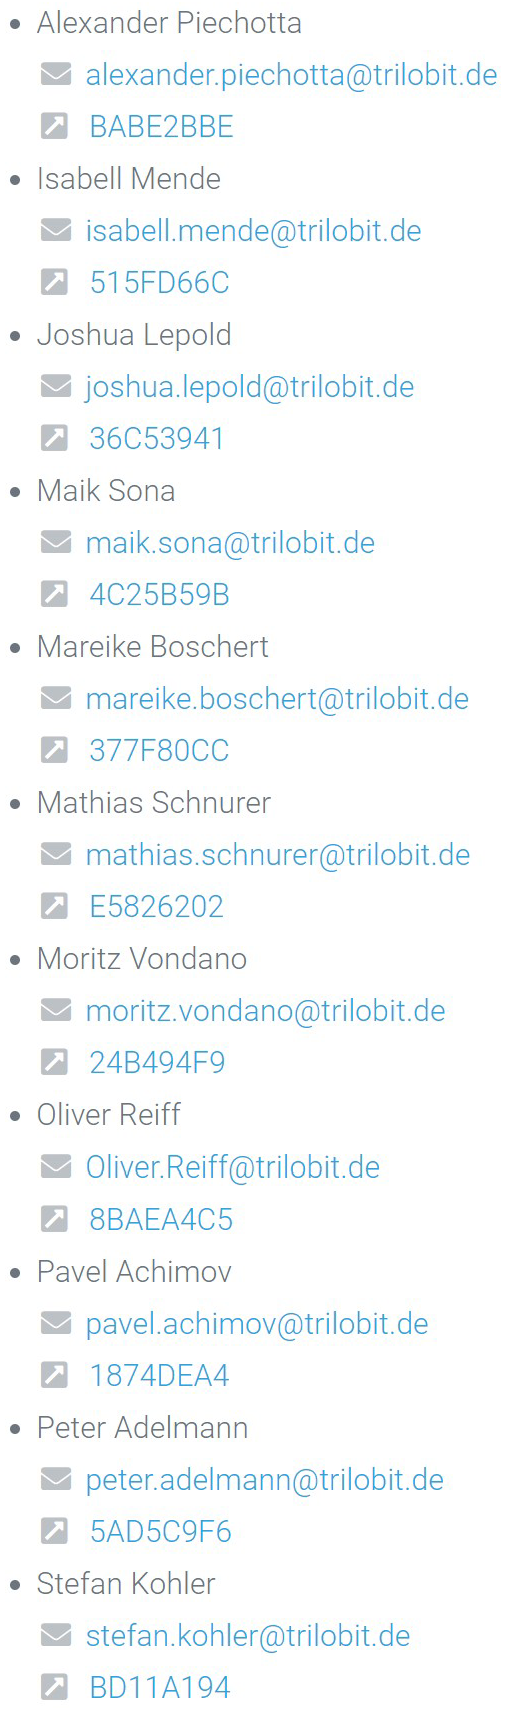 Alexander Piechotta
alexander.piechotta@trilobit.de
BABE2BBE
Isabell Mende
isabell.mende@trilobit.de
515FD66C
Joshua Lepold
joshua.lepold@trilobit.de
36C53941
Maik Sona
maik.sona@trilobit.de
4C25B59B
Mareike Boschert
mareike.boschert@trilobit.de
377F80CC
Mathias Schnurer
mathias.schnurer@trilobit.de
E5826202
Moritz Vondano
moritz.vondano@trilobit.de
24B494F9
Oliver Reiff
Oliver.Reiff@trilobit.de
8BAEA4C5
Pavel Achimov
pavel.achimov@trilobit.de
1874DEA4
Peter Adelmann
peter.adelmann@trilobit.de
5AD5C9F6
Stefan Kohler
stefan.kohler@trilobit.de
BD11A194